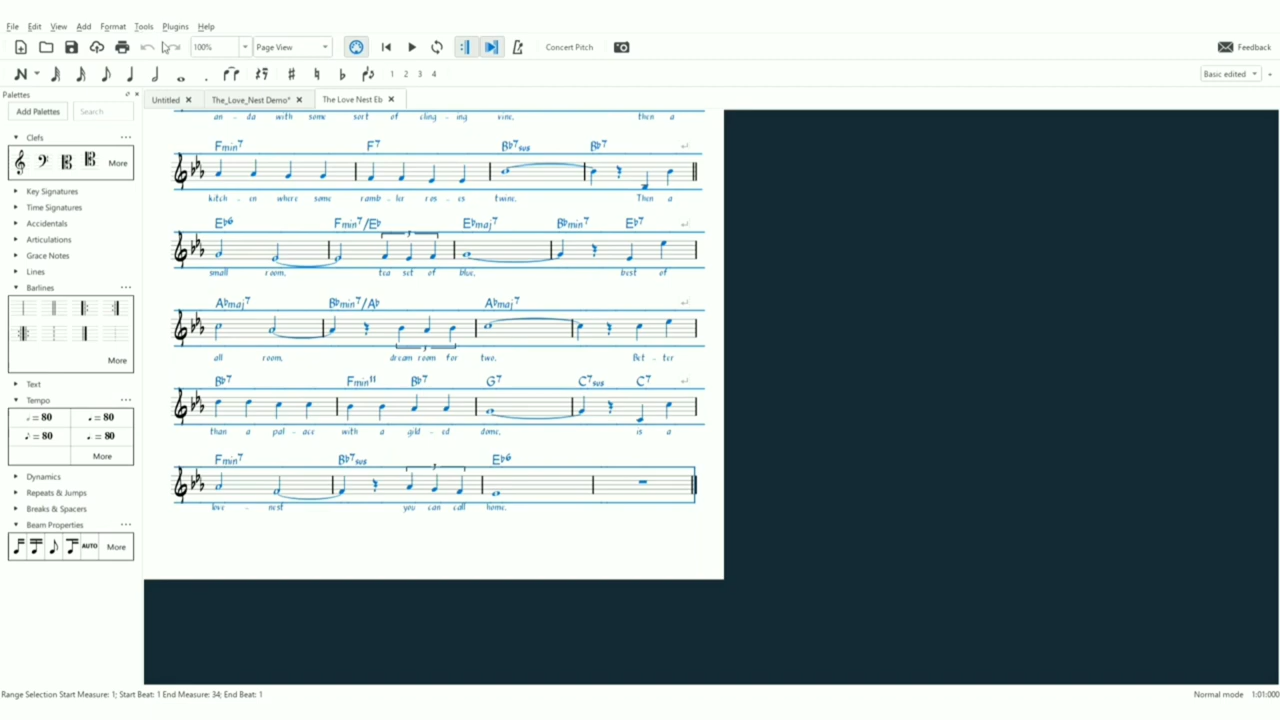 File Edit View Add Format Tools Plugins Help
100% Page View Concert Pitch Feedback
1 2 3 4 Basic edited
Palettes
Untitled The_Love_Nest Demo* The Love Nest Eb
Add Palettes Search
Clefs
More
Key Signatures
Time Signatures
Accidentals
Articulations
Grace Notes
Lines
Barlines
More
Text
Tempo
= 80 = 80
= 80 = 80
More
Dynamics
Repeats & Jumps
Breaks & Spacers
Beam Properties
AUTO More
an - da with some sort of cling - ing vine, then a
Fmin7 F7 B♭7sus B♭7
kitch - en where some ramb - ler ros - es twine. Then a
E♭6 Fmin7/E♭ E♭maj7 B♭min7 E♭7
3
small room, tea set of blue, best of
A♭maj7 B♭min7/A♭ A♭maj7
3
all room, dream room for two. Bet - ter
B♭7 Fmin11 B♭7 G7 C7sus C7
than a pal - ace with a gild - ed dome, is a
Fmin7 B♭7sus E♭6
3
love - nest you can call home.
Range Selection Start Measure: 1; Start Beat: 1 End Measure: 34; End Beat: 1
Normal mode 1:01:000